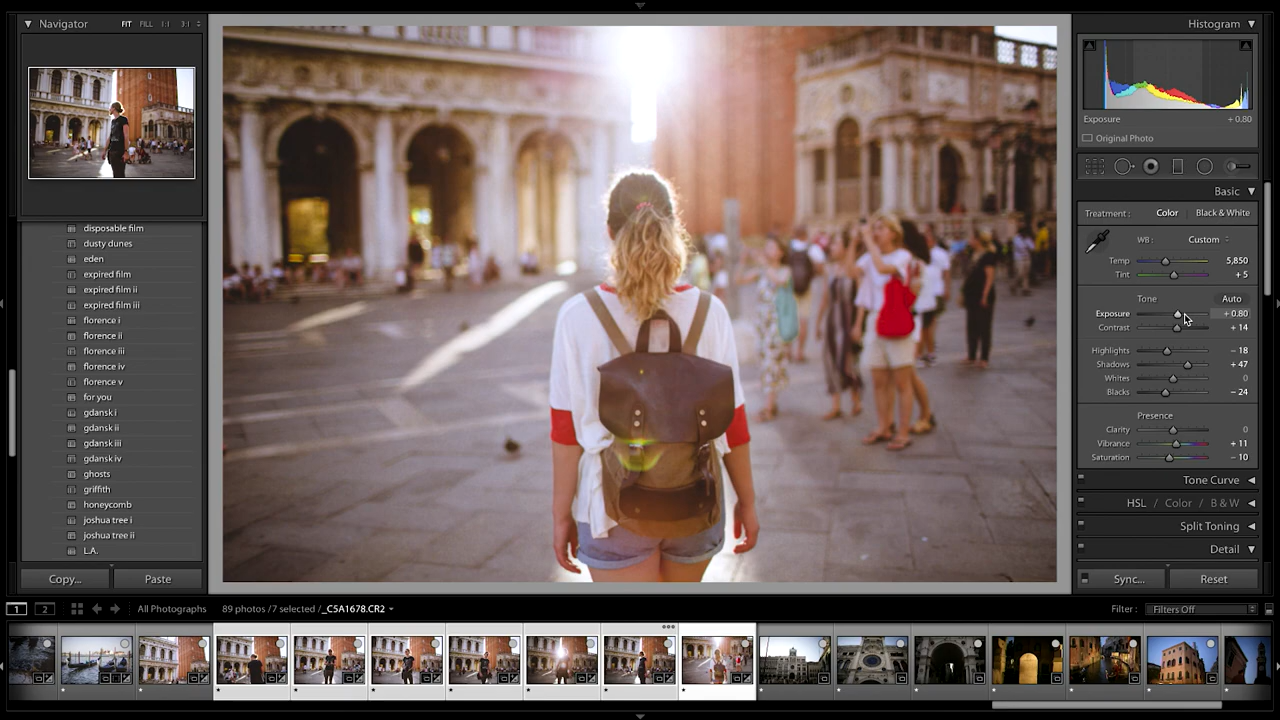 Navigator FIT FILL 1:1 3:1
disposable film
dusty dunes
eden
expired film
expired film ii
expired film iii
florence i
florence ii
florence iii
florence iv
florence v
for you
gdansk i
gdansk ii
gdansk iii
gdansk iv
ghosts
griffith
honeycomb
joshua tree i
joshua tree ii
L.A.
Copy... Paste
Histogram
Exposure + 0.80
Original Photo
Basic
Treatment : Color Black & White
WB : Custom
Temp 5,850
Tint + 5
Tone Auto
Exposure + 0.80
Contrast + 14
Highlights – 18
Shadows + 47
Whites 0
Blacks – 24
Presence
Clarity 0
Vibrance + 11
Saturation – 10
Tone Curve
HSL / Color / B & W
Split Toning
Detail
Sync... Reset
1 2 All Photographs 89 photos /7 selected /_C5A1678.CR2 Filter : Filters Off